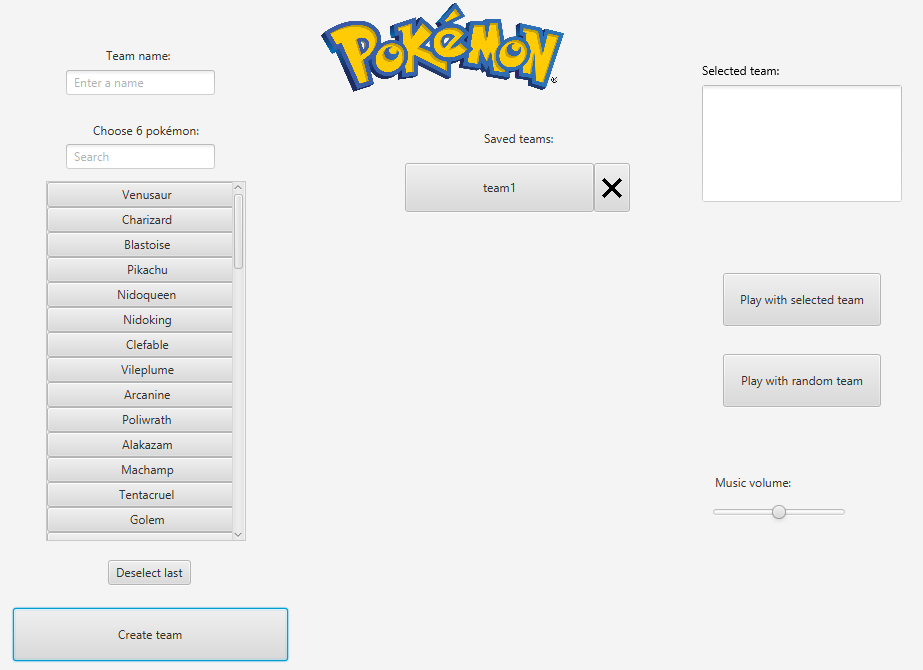 POKéMON
Team name:
Enter a name
Choose 6 pokémon:
Search
Venusaur
Charizard
Blastoise
Pikachu
Nidoqueen
Nidoking
Clefable
Vileplume
Arcanine
Poliwrath
Alakazam
Machamp
Tentacruel
Golem
Deselect last
Create team
Saved teams:
team1
Selected team:
Play with selected team
Play with random team
Music volume: